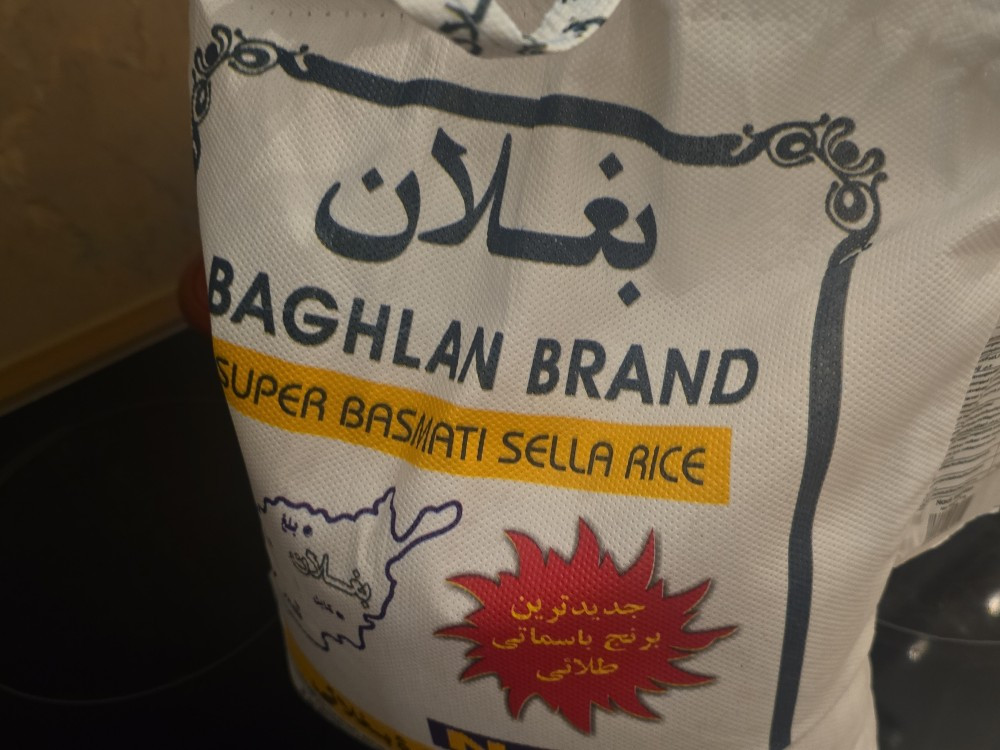 بغلان
BAGHLAN BRAND
SUPER BASMATI SELLA RICE
بغلان
جدیدترین
برنج باسماتی
طلائی